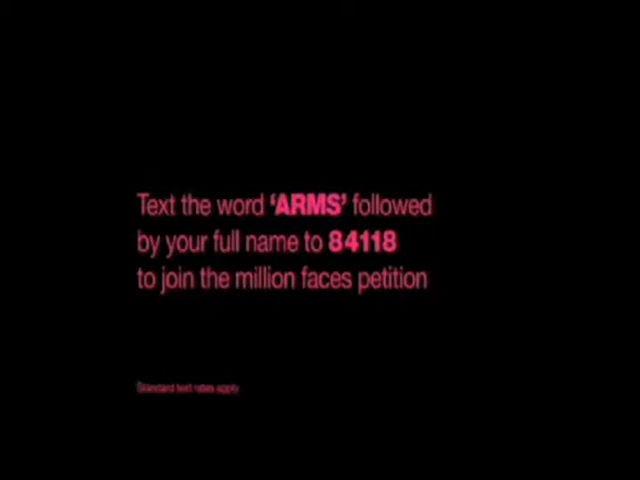 Text the word ‘ARMS’ followed
by your full name to 84118
to join the million faces petition
Standard text rates apply